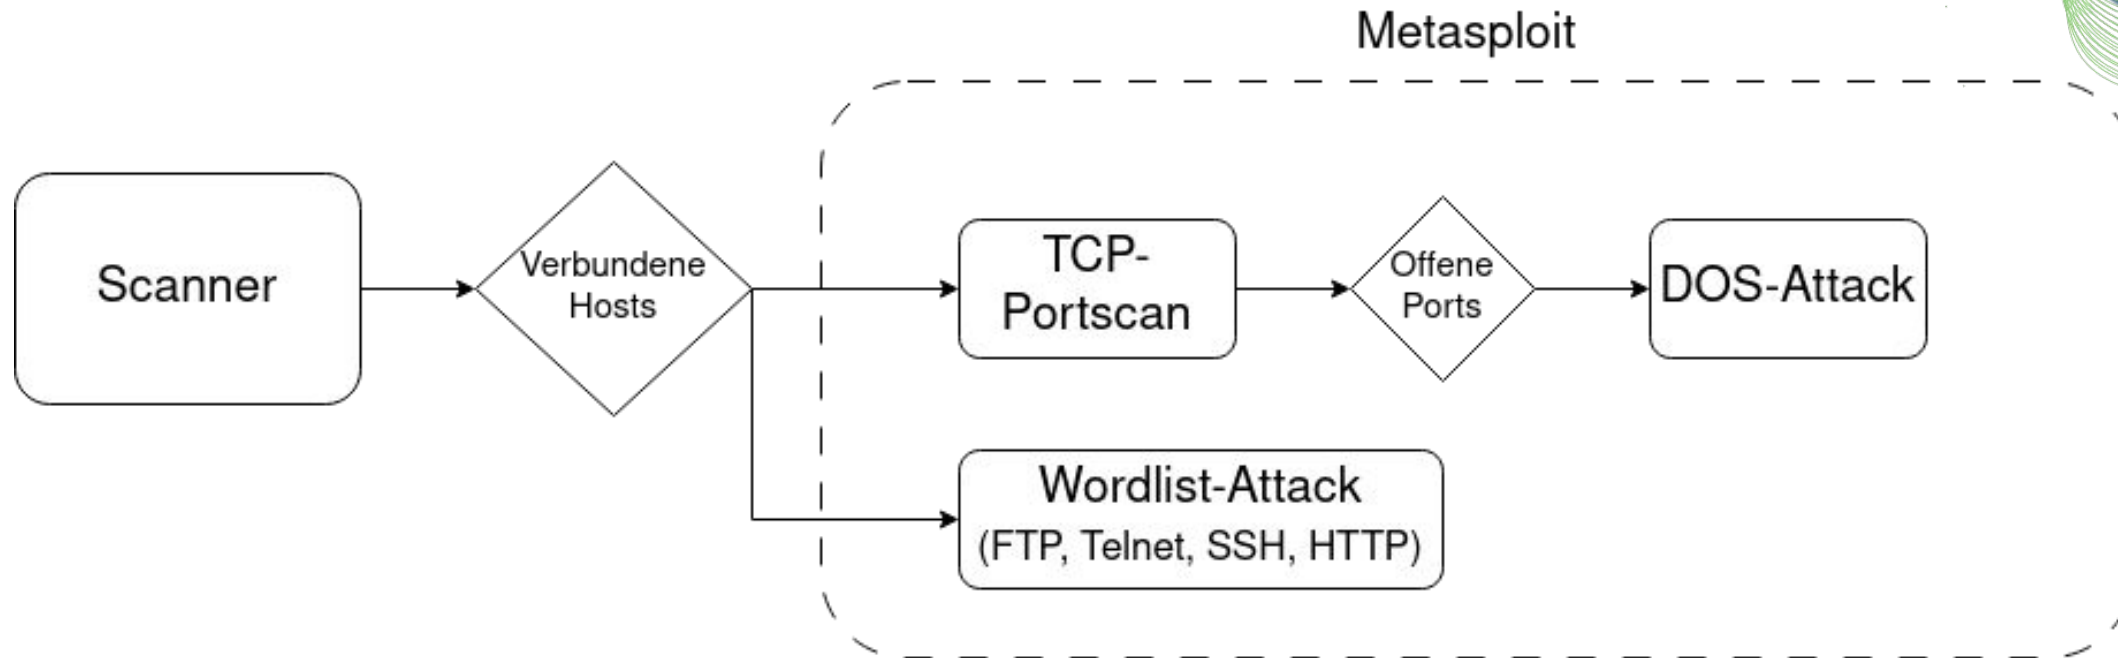 Metasploit
Scanner
Verbundene
Hosts
TCP-
Portscan
Offene
Ports
DOS-Attack
Wordlist-Attack
(FTP, Telnet, SSH, HTTP)